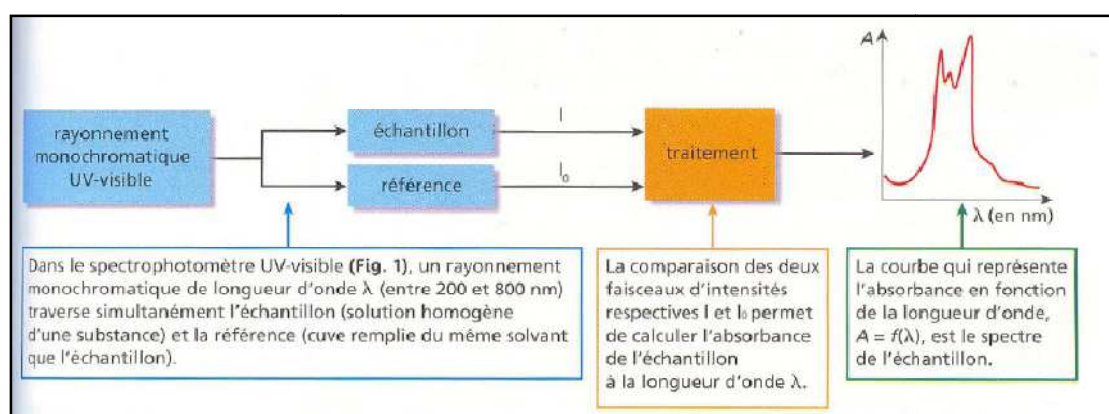 rayonnement
monochromatique
UV-visible
échantillon
référence
I
I₀
traitement
A
λ (en nm)
Dans le spectrophotomètre UV-visible (Fig. 1), un rayonnement
monochromatique de longueur d'onde λ (entre 200 et 800 nm)
traverse simultanément l'échantillon (solution homogène
d'une substance) et la référence (cuve remplie du même solvant
que l'échantillon).
La comparaison des deux
faisceaux d'intensités
respectives I et I₀ permet
de calculer l'absorbance
de l'échantillon
à la longueur d'onde λ.
La courbe qui représente
l'absorbance en fonction
de la longueur d'onde,
A = f(λ), est le spectre
de l'échantillon.